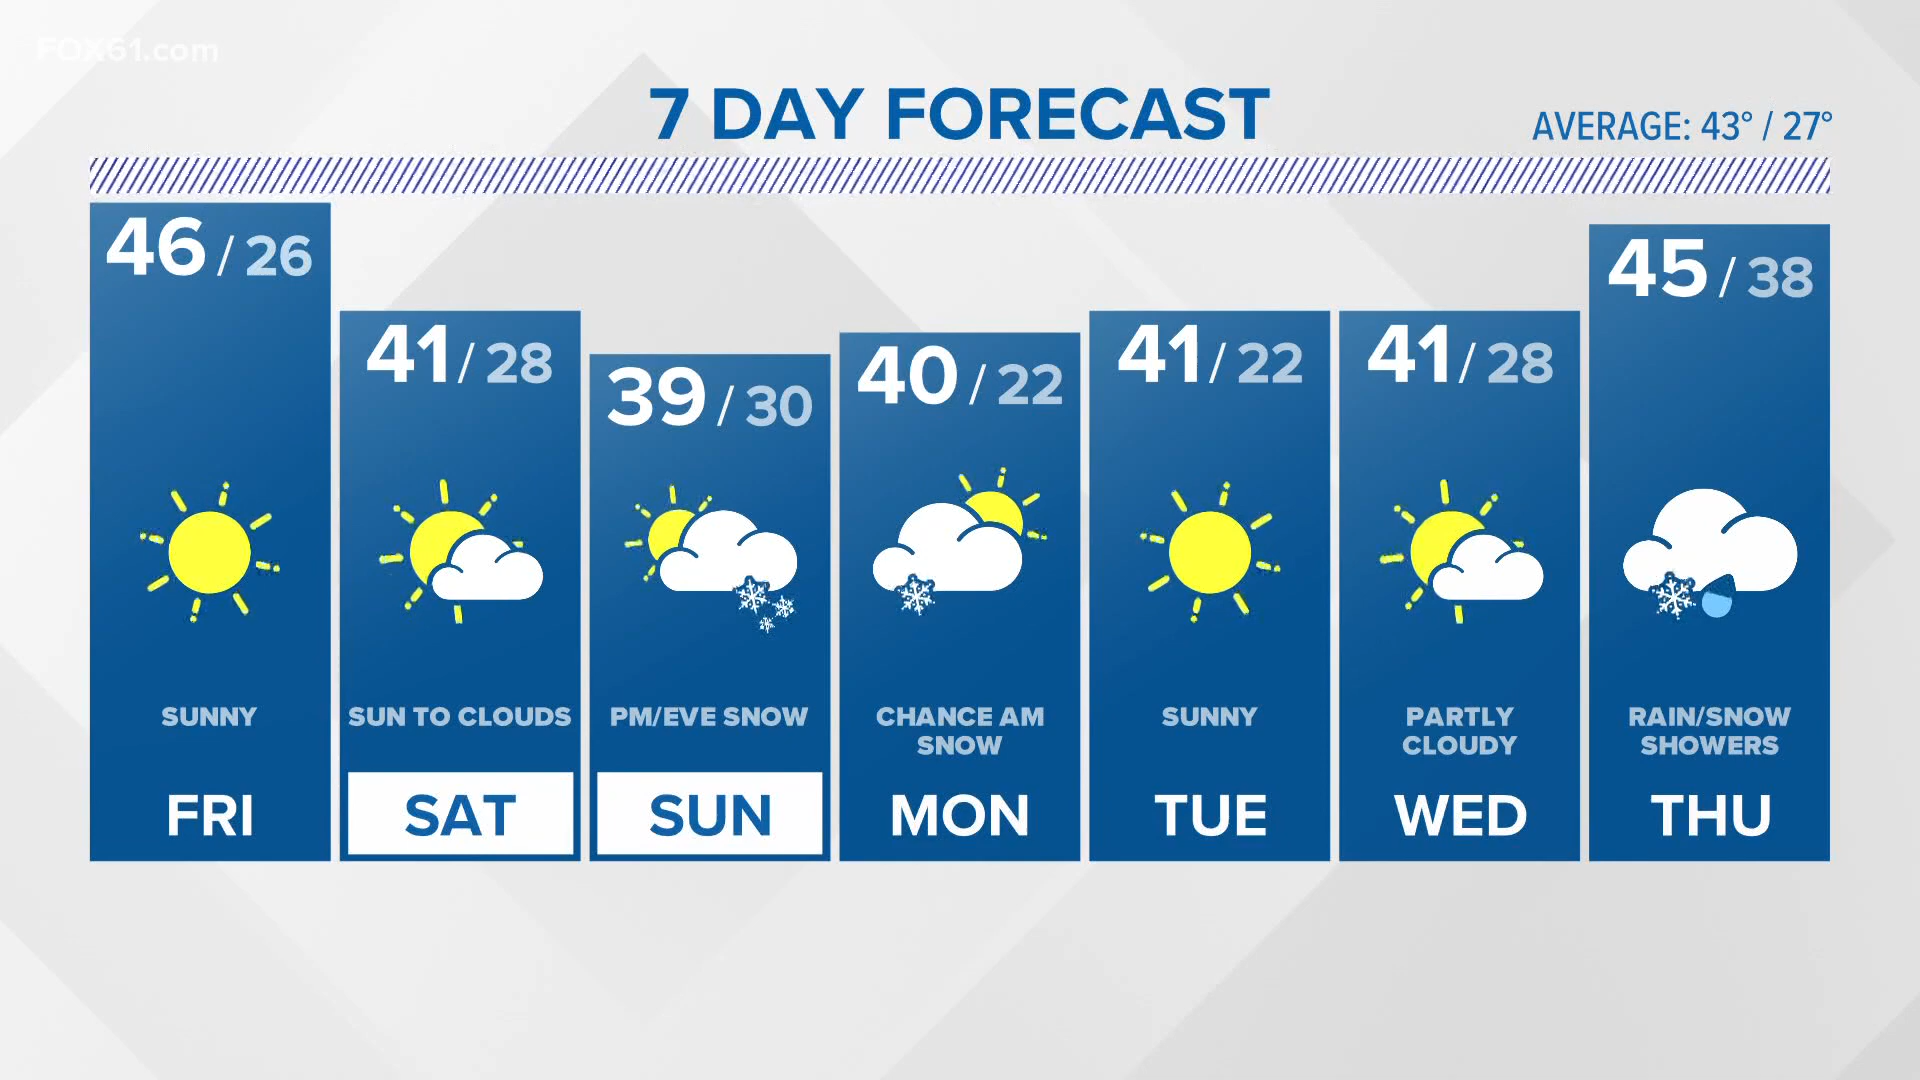 FOX61.com
7 DAY FORECAST
AVERAGE: 43° / 27°
46 / 26
SUNNY
FRI
41 / 28
SUN TO CLOUDS
SAT
39 / 30
PM/EVE SNOW
SUN
40 / 22
CHANCE AM
SNOW
MON
41 / 22
SUNNY
TUE
41 / 28
PARTLY
CLOUDY
WED
45 / 38
RAIN/SNOW
SHOWERS
THU